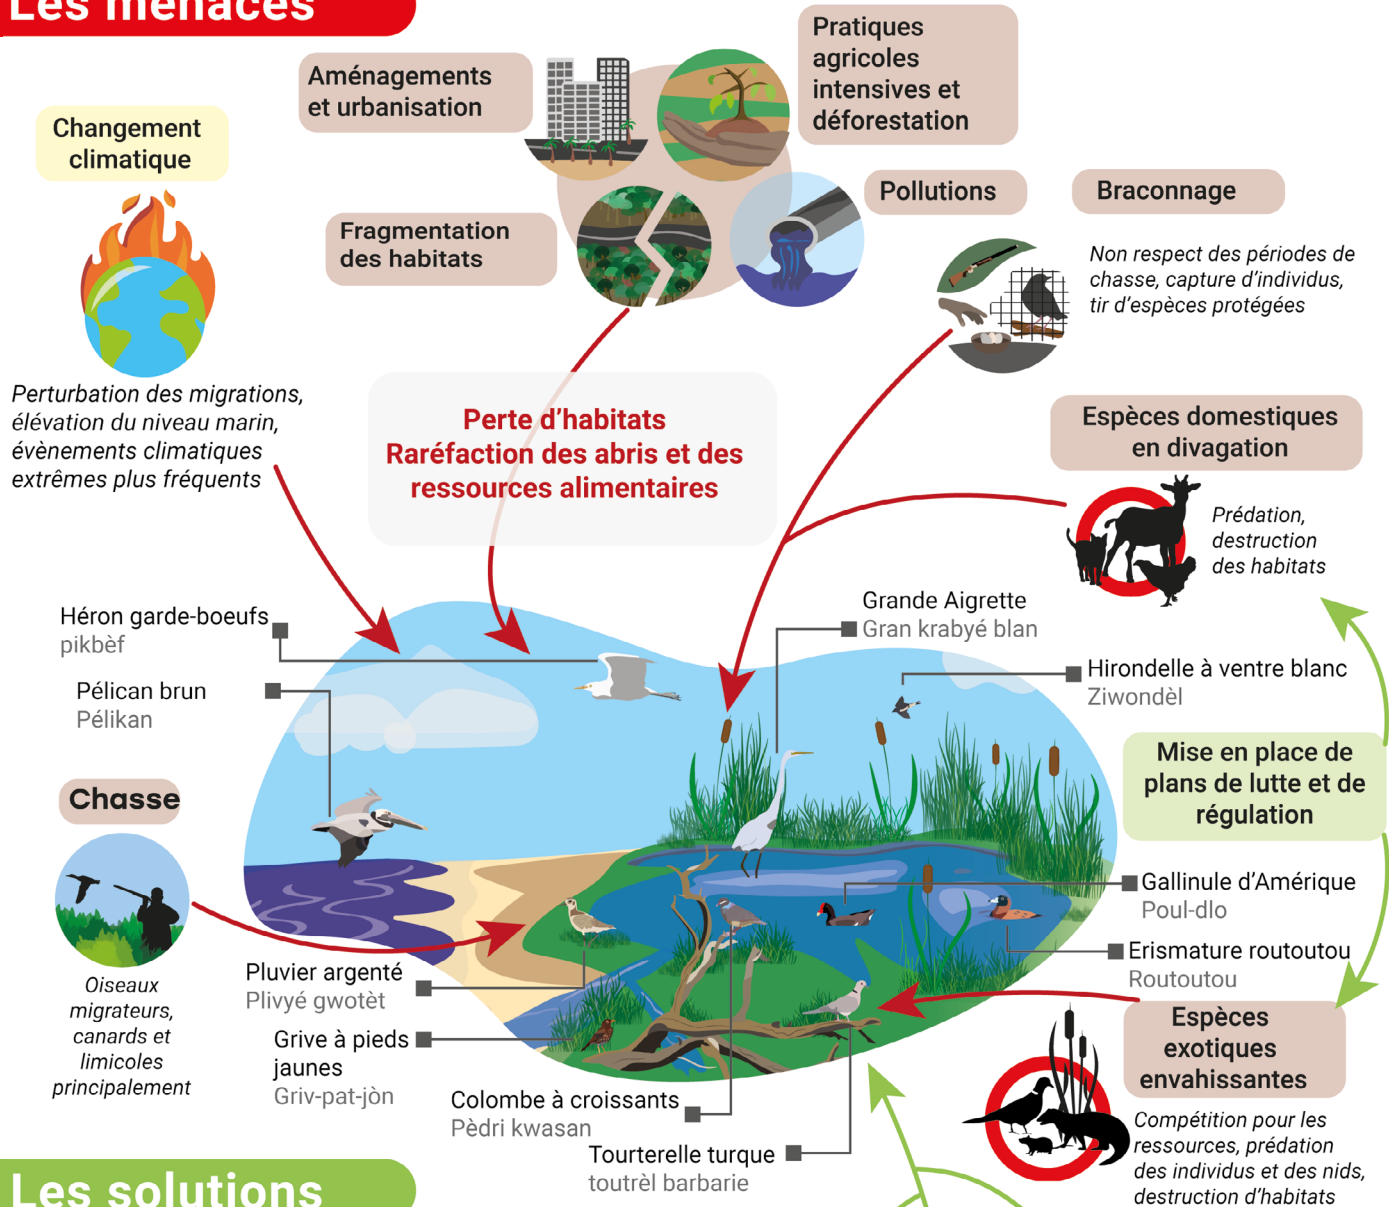 Les menaces
Aménagements
et urbanisation
Pratiques
agricoles
intensives et
déforestation
Changement
climatique
Fragmentation
des habitats
Pollutions
Braconnage
Non respect des périodes de
chasse, capture d'individus,
tir d'espèces protégées
Perturbation des migrations,
élévation du niveau marin,
évènements climatiques
extrêmes plus fréquents
Perte d'habitats
Raréfaction des abris et des
ressources alimentaires
Espèces domestiques
en divagation
Prédation,
destruction
des habitats
Héron garde-boeufs
pikbèf
Pélican brun
Pélikan
Grande Aigrette
Gran krabyé blan
Hirondelle à ventre blanc
Ziwondèl
Mise en place de
plans de lutte et de
régulation
Chasse
Oiseaux
migrateurs,
canards et
limicoles
principalement
Gallinule d'Amérique
Poul-dlo
Erismature routoutou
Routoutou
Pluvier argenté
Plivyé gwotèt
Grive à pieds
jaunes
Griv-pat-jòn
Colombe à croissants
Pèdri kwasan
Tourterelle turque
toutrèl barbarie
Espèces
exotiques
envahissantes
Compétition pour les
ressources, prédation
des individus et des nids,
destruction d'habitats
Les solutions